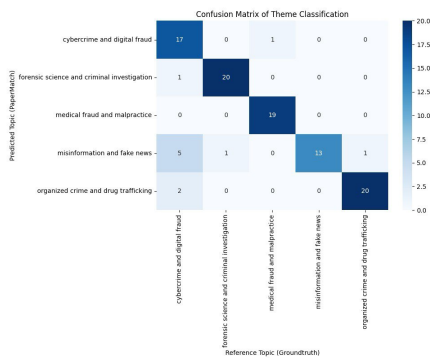 Confusion Matrix of Theme Classification
Predicted Topic (PaperMatch)
cybercrime and digital fraud
17 0 1 0 0
forensic science and criminal investigation
1 20 0 0 0
medical fraud and malpractice
0 0 19 0 0
misinformation and fake news
5 1 0 13 1
organized crime and drug trafficking
2 0 0 0 20
cybercrime and digital fraud
forensic science and criminal investigation
medical fraud and malpractice
misinformation and fake news
organized crime and drug trafficking
Reference Topic (Groundtruth)
20.0
17.5
15.0
12.5
10.0
7.5
5.0
2.5
0.0